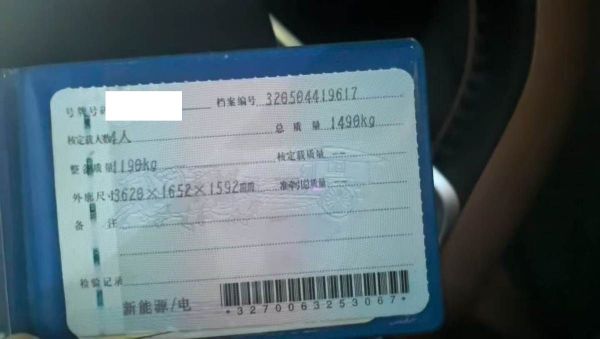 号牌号码 档案编号 320504419617
核定载人数 4人 总质量 1490kg
整备质量 1190kg 核定载质量 --
外廓尺寸 3620×1652×1592mm 准牵引总质量 --
备注
检验记录
新能源/电
*3270063253067*